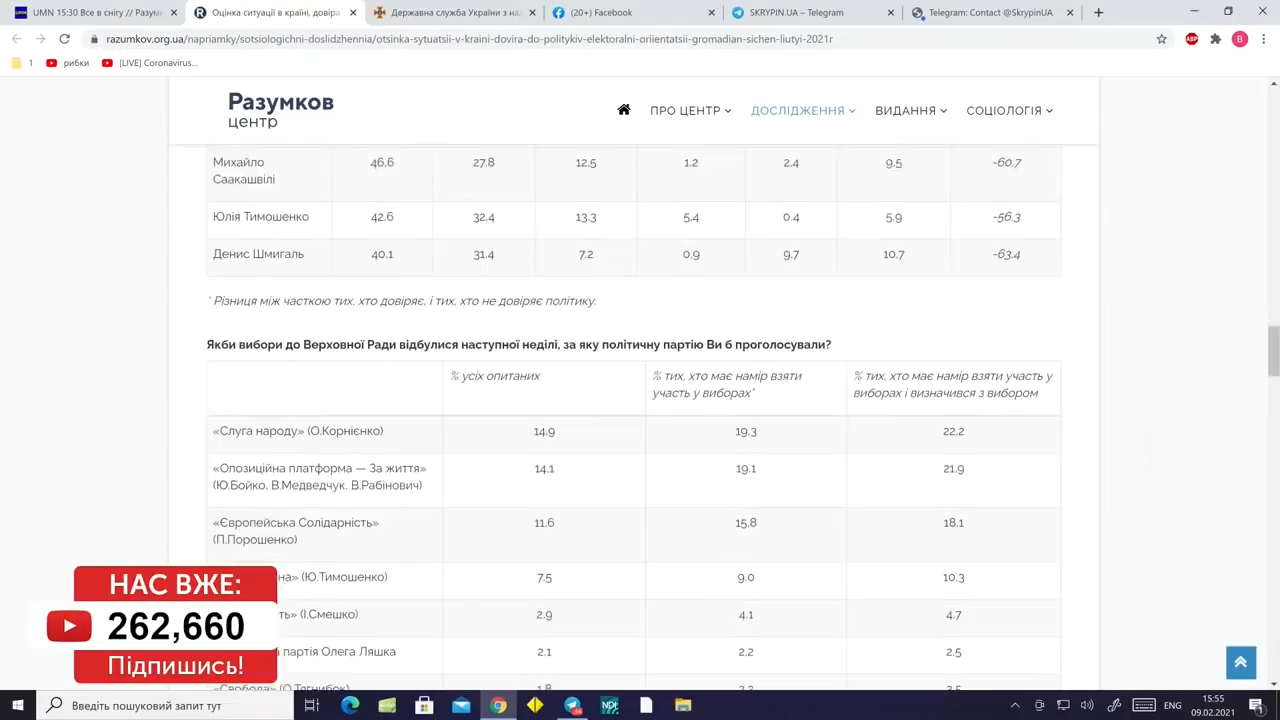 UMN 15:30 Все в снігу // Разумк
Оцінка ситуації в країні, довіра
Державна служба України з над
(20+) Facebook
SKRYPIN.UA – Telegram
Telegram: Contact @SkrypinUA
razumkov.org.ua/napriamky/sotsiologichni-doslidzhennia/otsinka-sytuatsii-v-kraini-dovira-do-politykiv-elektoralni-oriientatsii-gromadian-sichen-liutyi-2021r
ABP
B
1
рибки
[LIVE] Coronavirus...
Разумков
центр
ПРО ЦЕНТР
ДОСЛІДЖЕННЯ
ВИДАННЯ
СОЦІОЛОГІЯ
Михайло Саакашвілі 46,6 27,8 12,5 1,2 2,4 9,5 -60,7
Юлія Тимошенко 42.6 32.4 13.3 5.4 0.4 5.9 -56.3
Денис Шмигаль 40.1 31.4 7.2 0.9 9.7 10.7 -63.4
* Різниця між часткою тих, хто довіряє, і тих, хто не довіряє політику.
Якби вибори до Верховної Ради відбулися наступної неділі, за яку політичну партію Ви б проголосували?
% усіх опитаних
% тих, хто має намір взяти
участь у виборах*
% тих, хто має намір взяти участь у
виборах і визначився з вибором
«Слуга народу» (О.Корнієнко) 14,9 19,3 22,2
«Опозиційна платформа — За життя» 14,1 19,1 21,9
(Ю.Бойко, В.Медведчук. В.Рабінович)
«Європейська Солідарність» 11,6 15,8 18,1
(П.Порошенко)
на» (Ю.Тимошенко) 7.5 9.0 10.3
ть» (І.Смешко) 2,9 4,1 4,7
партія Олега Ляшка 2.1 2.2 2.5
«Свобода» (О.Тягнибок) 1,8
НАС ВЖЕ:
262,660
Підпишись!
Введіть пошуковий запит тут
ENG
15:55
09.02.2021